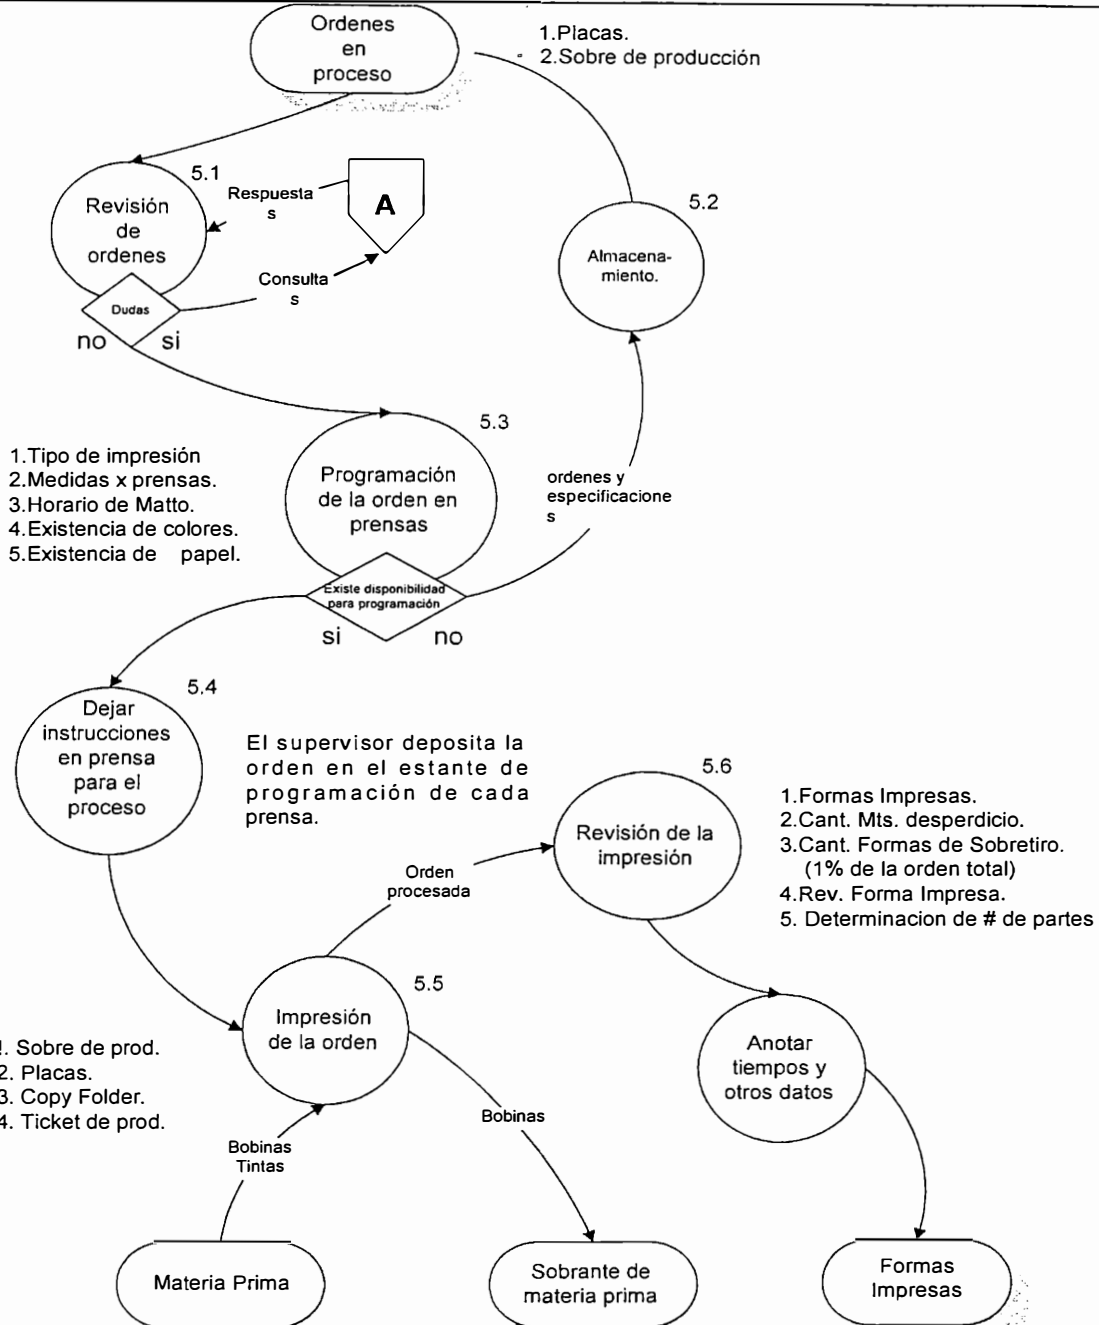 Ordenes
en
proceso
1.Placas.
2.Sobre de producción
5.1
Revisión
de
ordenes
Respuesta
s
A
Consulta
s
Dudas
no
si
5.2
Almacena-
miento.
5.3
Programación
de la orden en
prensas
1.Tipo de impresión
2.Medidas x prensas.
3.Horario de Matto.
4.Existencia de colores.
5.Existencia de papel.
ordenes y
especificacione
s
Existe disponibilidad
para programación
si
no
5.4
Dejar
instrucciones
en prensa
para el
proceso
El supervisor deposita la
orden en el estante de
programación de cada
prensa.
5.6
Revisión de la
impresión
1.Formas Impresas.
2.Cant. Mts. desperdicio.
3.Cant. Formas de Sobretiro.
(1% de la orden total)
4.Rev. Forma Impresa.
5. Determinacion de # de partes
Orden
procesada
5.5
Impresión
de la orden
Anotar
tiempos y
otros datos
!. Sobre de prod.
2. Placas.
3. Copy Folder.
4. Ticket de prod.
Bobinas
Tintas
Bobinas
Materia Prima
Sobrante de
materia prima
Formas
Impresas